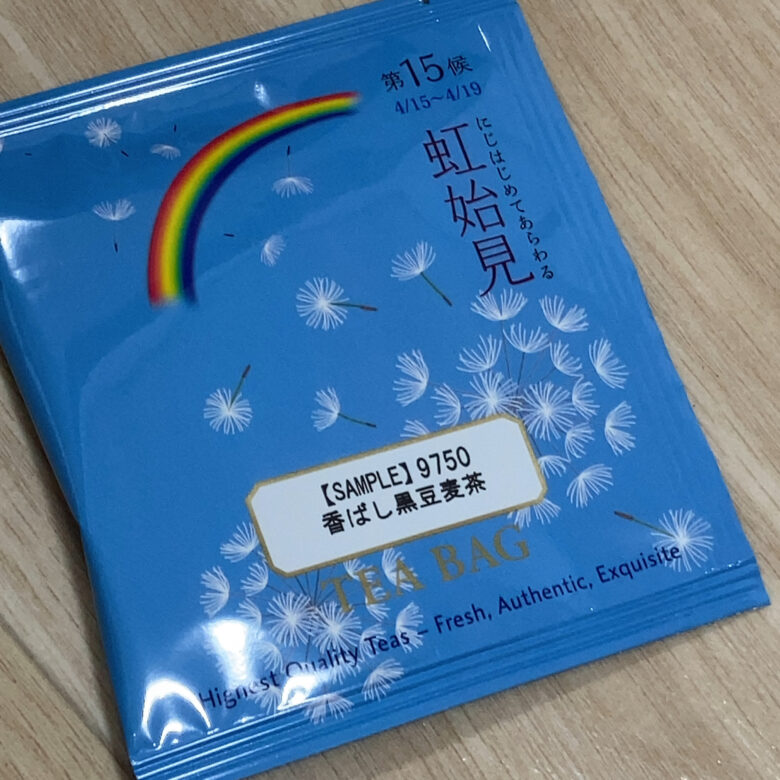 第15候
4/15～4/19
にじはじめてあらわる
虹始見
【SAMPLE】9750
香ばし黒豆麦茶
TEA BAG
Highest Quality Teas – Fresh, Authentic, Exquisite